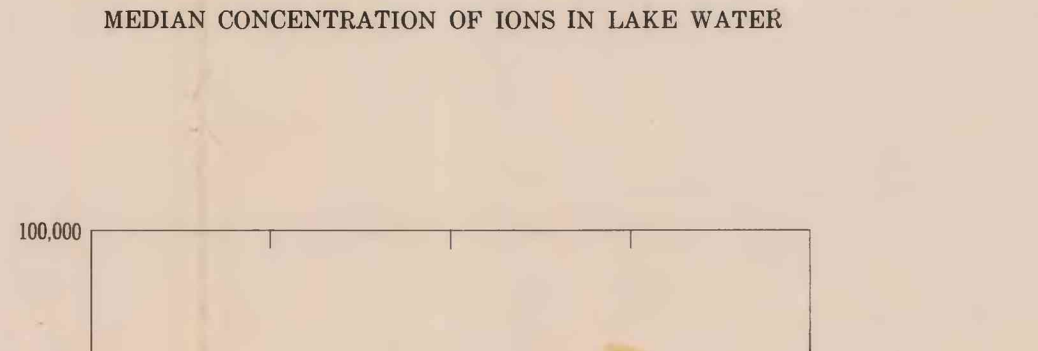 MEDIAN CONCENTRATION OF IONS IN LAKE WATER
100,000